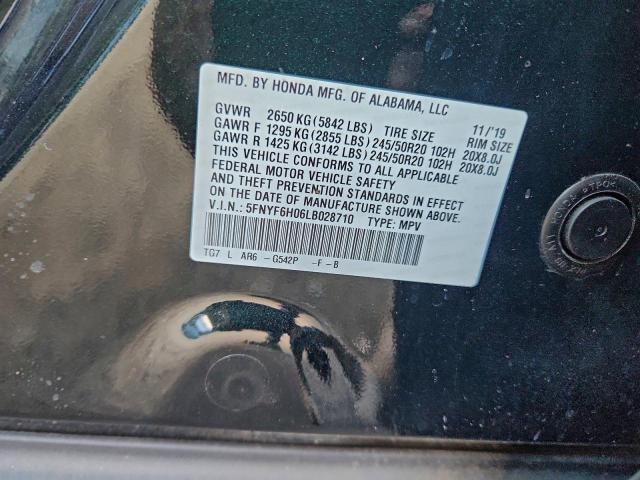 MFD. BY HONDA MFG. OF ALABAMA, LLC
GVWR 2650 KG (5842 LBS) TIRE SIZE 11/'19 RIM SIZE
GAWR F 1295 KG (2855 LBS) 245/50R20 102H 20X8.0J
GAWR R 1425 KG (3142 LBS) 245/50R20 102H 20X8.0J
THIS VEHICLE CONFORMS TO ALL APPLICABLE
FEDERAL MOTOR VEHICLE SAFETY
AND THEFT PREVENTION STANDARDS IN EFFECT
ON THE DATE OF MANUFACTURE SHOWN ABOVE.
V.I.N.: 5FNYF6H06LB028710 TYPE: MPV
TG7 L AR6 - G542P -F-B